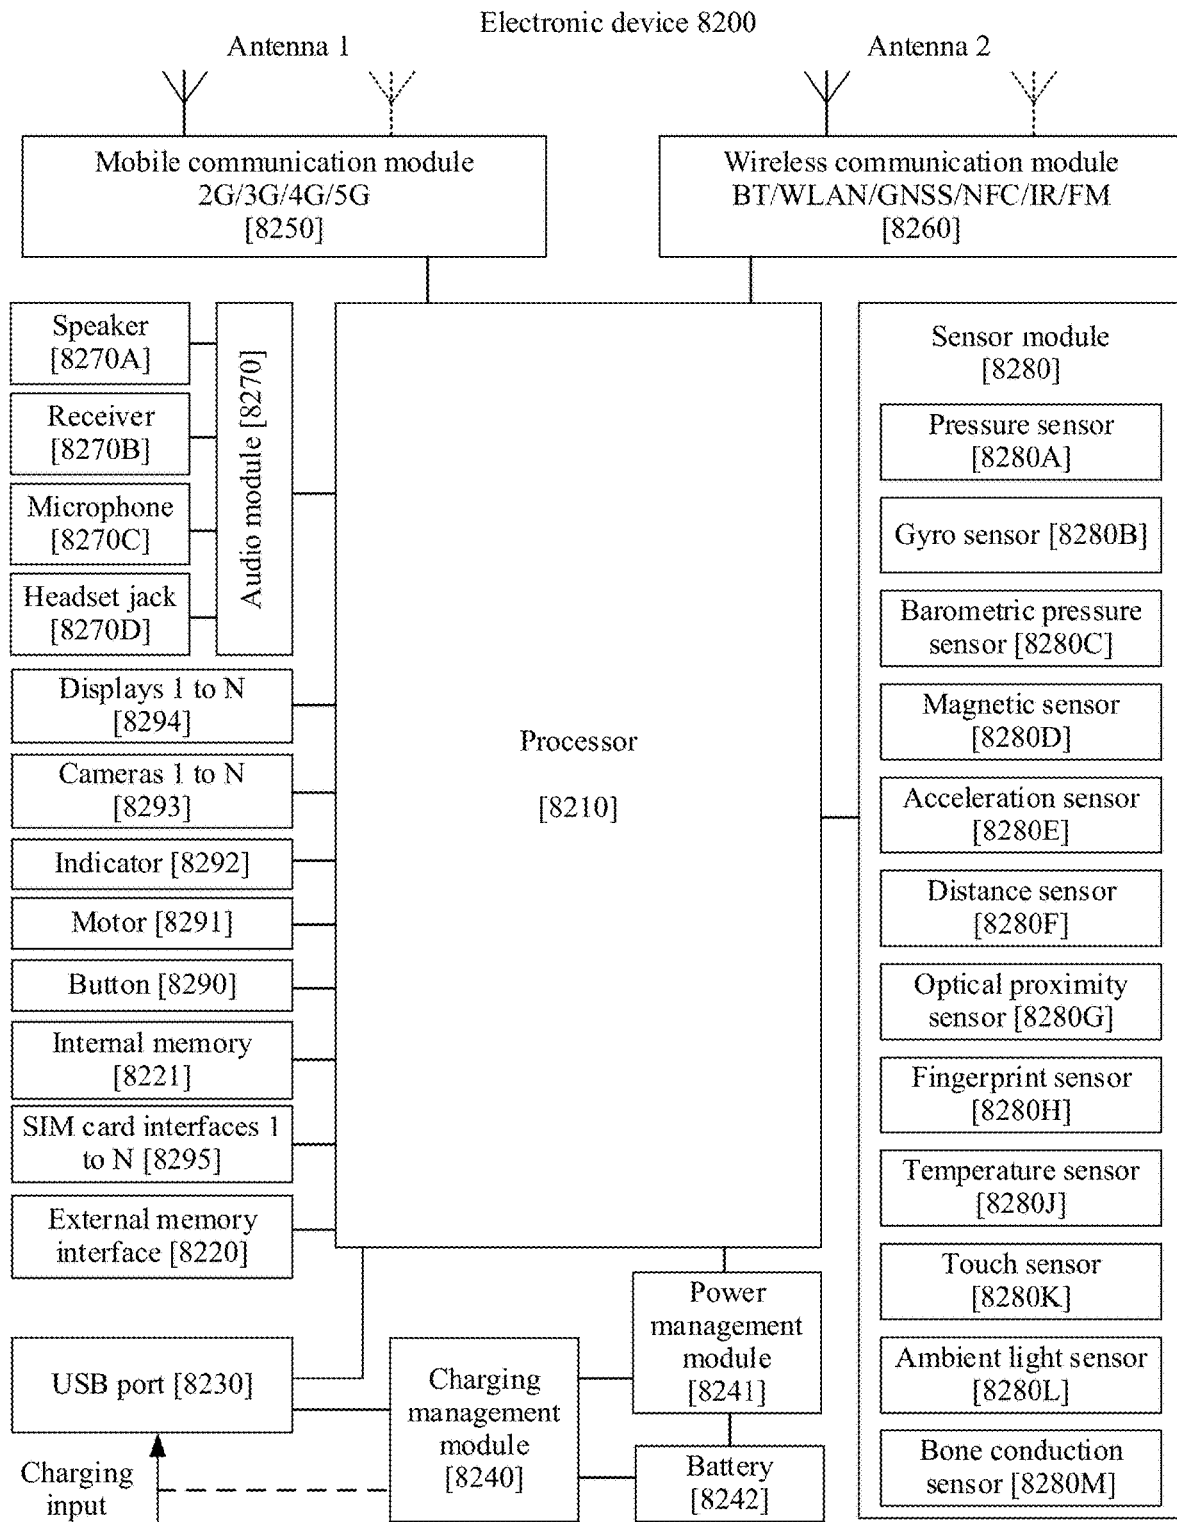 Electronic device 8200
Antenna 1
Antenna 2
Mobile communication module
2G/3G/4G/5G
[8250]
Wireless communication module
BT/WLAN/GNSS/NFC/IR/FM
[8260]
Speaker
[8270A]
Receiver
[8270B]
Microphone
[8270C]
Headset jack
[8270D]
Audio module [8270]
Displays 1 to N
[8294]
Cameras 1 to N
[8293]
Indicator [8292]
Motor [8291]
Button [8290]
Internal memory
[8221]
SIM card interfaces 1
to N [8295]
External memory
interface [8220]
USB port [8230]
Charging
input
Processor
[8210]
Charging
management
module
[8240]
Power
management
module
[8241]
Battery
[8242]
Sensor module
[8280]
Pressure sensor
[8280A]
Gyro sensor [8280B]
Barometric pressure
sensor [8280C]
Magnetic sensor
[8280D]
Acceleration sensor
[8280E]
Distance sensor
[8280F]
Optical proximity
sensor [8280G]
Fingerprint sensor
[8280H]
Temperature sensor
[8280J]
Touch sensor
[8280K]
Ambient light sensor
[8280L]
Bone conduction
sensor [8280M]